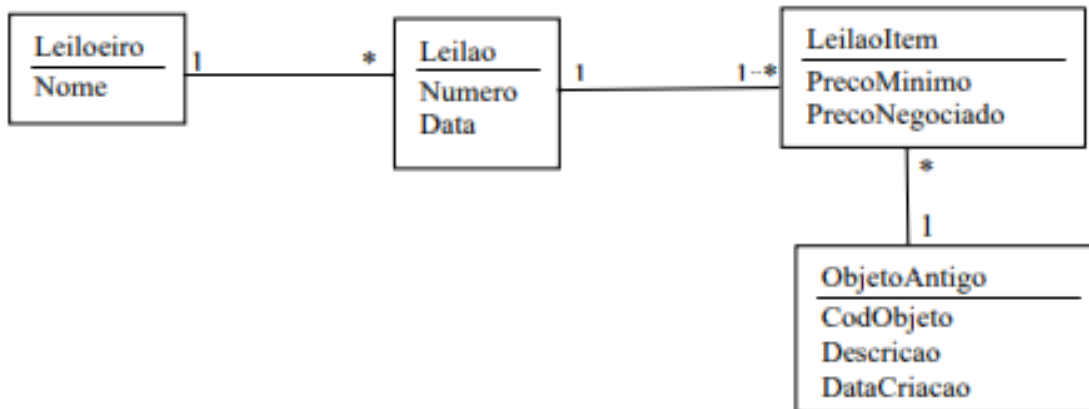 Leiloeiro
Nome
1
*
Leilao
Numero
Data
1
1..*
LeilaoItem
PrecoMinimo
PrecoNegociado
*
1
ObjetoAntigo
CodObjeto
Descricao
DataCriacao